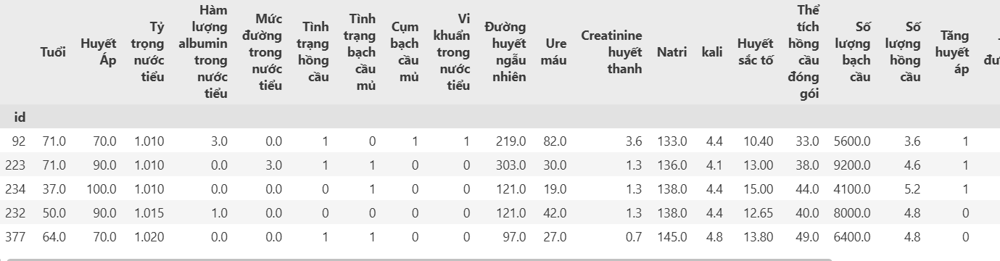 Tuổi Huyết Áp Tỷ trọng nước tiểu Hàm lượng albumin trong nước tiểu Mức đường trong nước tiểu Tình trạng hồng cầu Tình trạng bạch cầu mủ Cụm bạch cầu mủ Vi khuẩn trong nước tiểu Đường huyết ngẫu nhiên Ure máu Creatinine huyết thanh Natri kali Huyết sắc tố Thể tích hồng cầu đóng gói Số lượng bạch cầu Số lượng hồng cầu Tăng huyết áp
id
92 71.0 70.0 1.010 3.0 0.0 1 0 1 1 219.0 82.0 3.6 133.0 4.4 10.40 33.0 5600.0 3.6 1
223 71.0 90.0 1.010 0.0 3.0 1 1 0 0 303.0 30.0 1.3 136.0 4.1 13.00 38.0 9200.0 4.6 1
234 37.0 100.0 1.010 0.0 0.0 0 1 0 0 121.0 19.0 1.3 138.0 4.4 15.00 44.0 4100.0 5.2 1
232 50.0 90.0 1.015 1.0 0.0 0 0 0 0 121.0 42.0 1.3 138.0 4.4 12.65 40.0 8000.0 4.8 0
377 64.0 70.0 1.020 0.0 0.0 1 1 0 0 97.0 27.0 0.7 145.0 4.8 13.80 49.0 6400.0 4.8 0